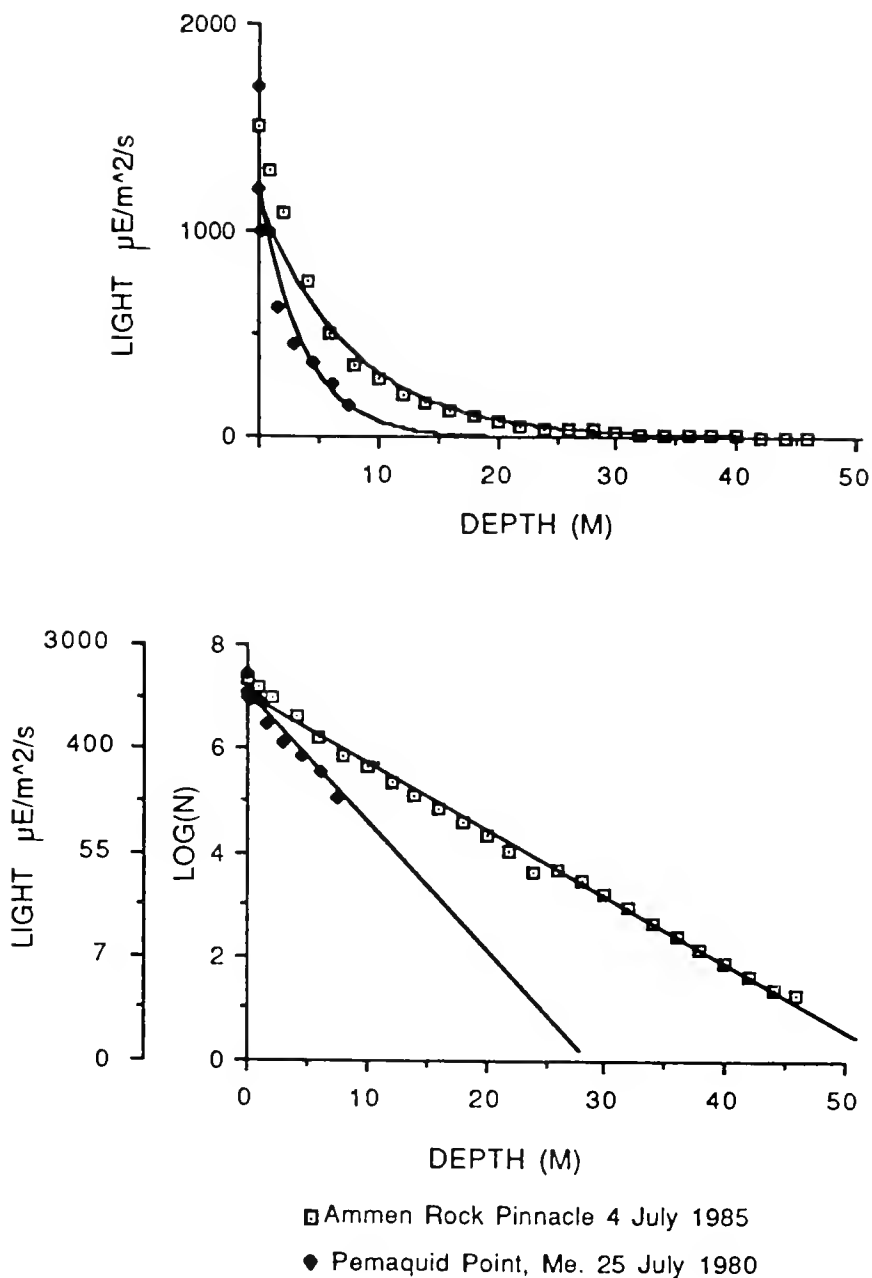 2000
1000
0
LIGHT µE/m^2/s
10 20 30 40 50
DEPTH (M)
3000
400
55
7
0
LIGHT µE/m^2/s
8
6
4
2
0
LOG(N)
0 10 20 30 40 50
DEPTH (M)
Ammen Rock Pinnacle 4 July 1985
Pemaquid Point, Me. 25 July 1980